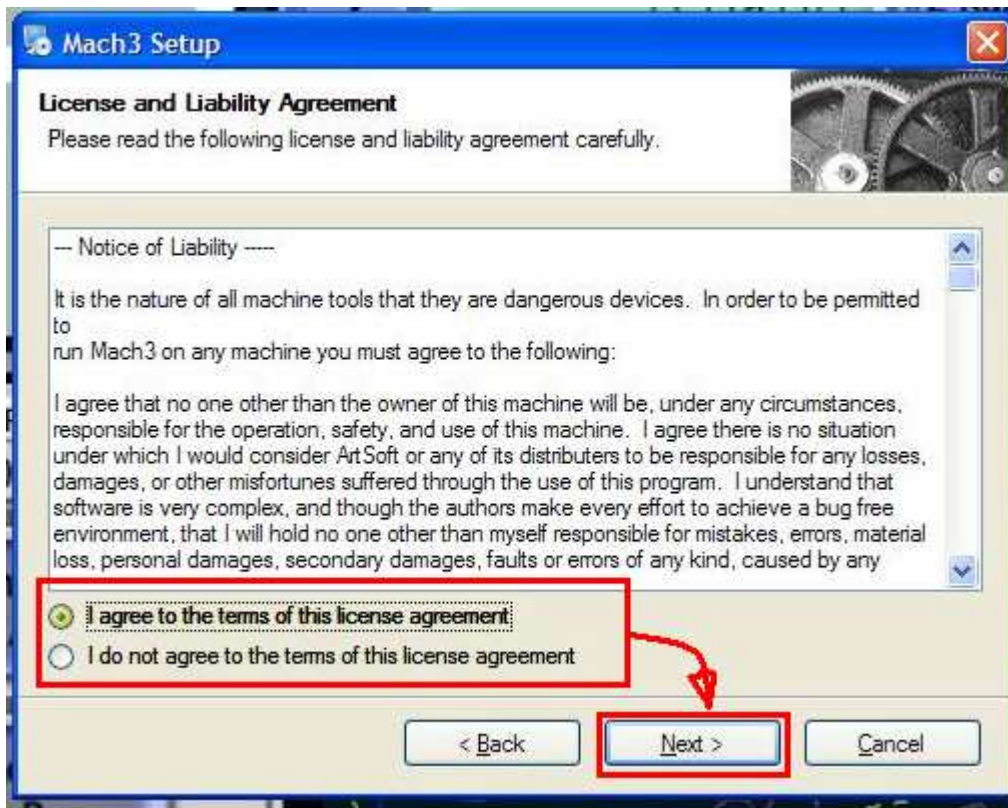 Mach3 Setup
License and Liability Agreement
Please read the following license and liability agreement carefully.
--- Notice of Liability -----
It is the nature of all machine tools that they are dangerous devices.  In order to be permitted
to
run Mach3 on any machine you must agree to the following:
I agree that no one other than the owner of this machine will be, under any circumstances,
responsible for the operation, safety, and use of this machine.  I agree there is no situation
under which I would consider ArtSoft or any of its distributers to be responsible for any losses,
damages, or other misfortunes suffered through the use of this program.  I understand that
software is very complex, and though the authors make every effort to achieve a bug free
environment, that I will hold no one other than myself responsible for mistakes, errors, material
loss, personal damages, secondary damages, faults or errors of any kind, caused by any
I agree to the terms of this license agreement
I do not agree to the terms of this license agreement
< Back
Next >
Cancel